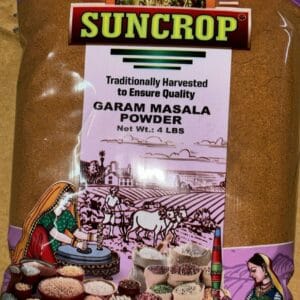 SUNCROP®
Traditionally Harvested
to Ensure Quality
GARAM MASALA
POWDER
Net Wt.: 4 LBS